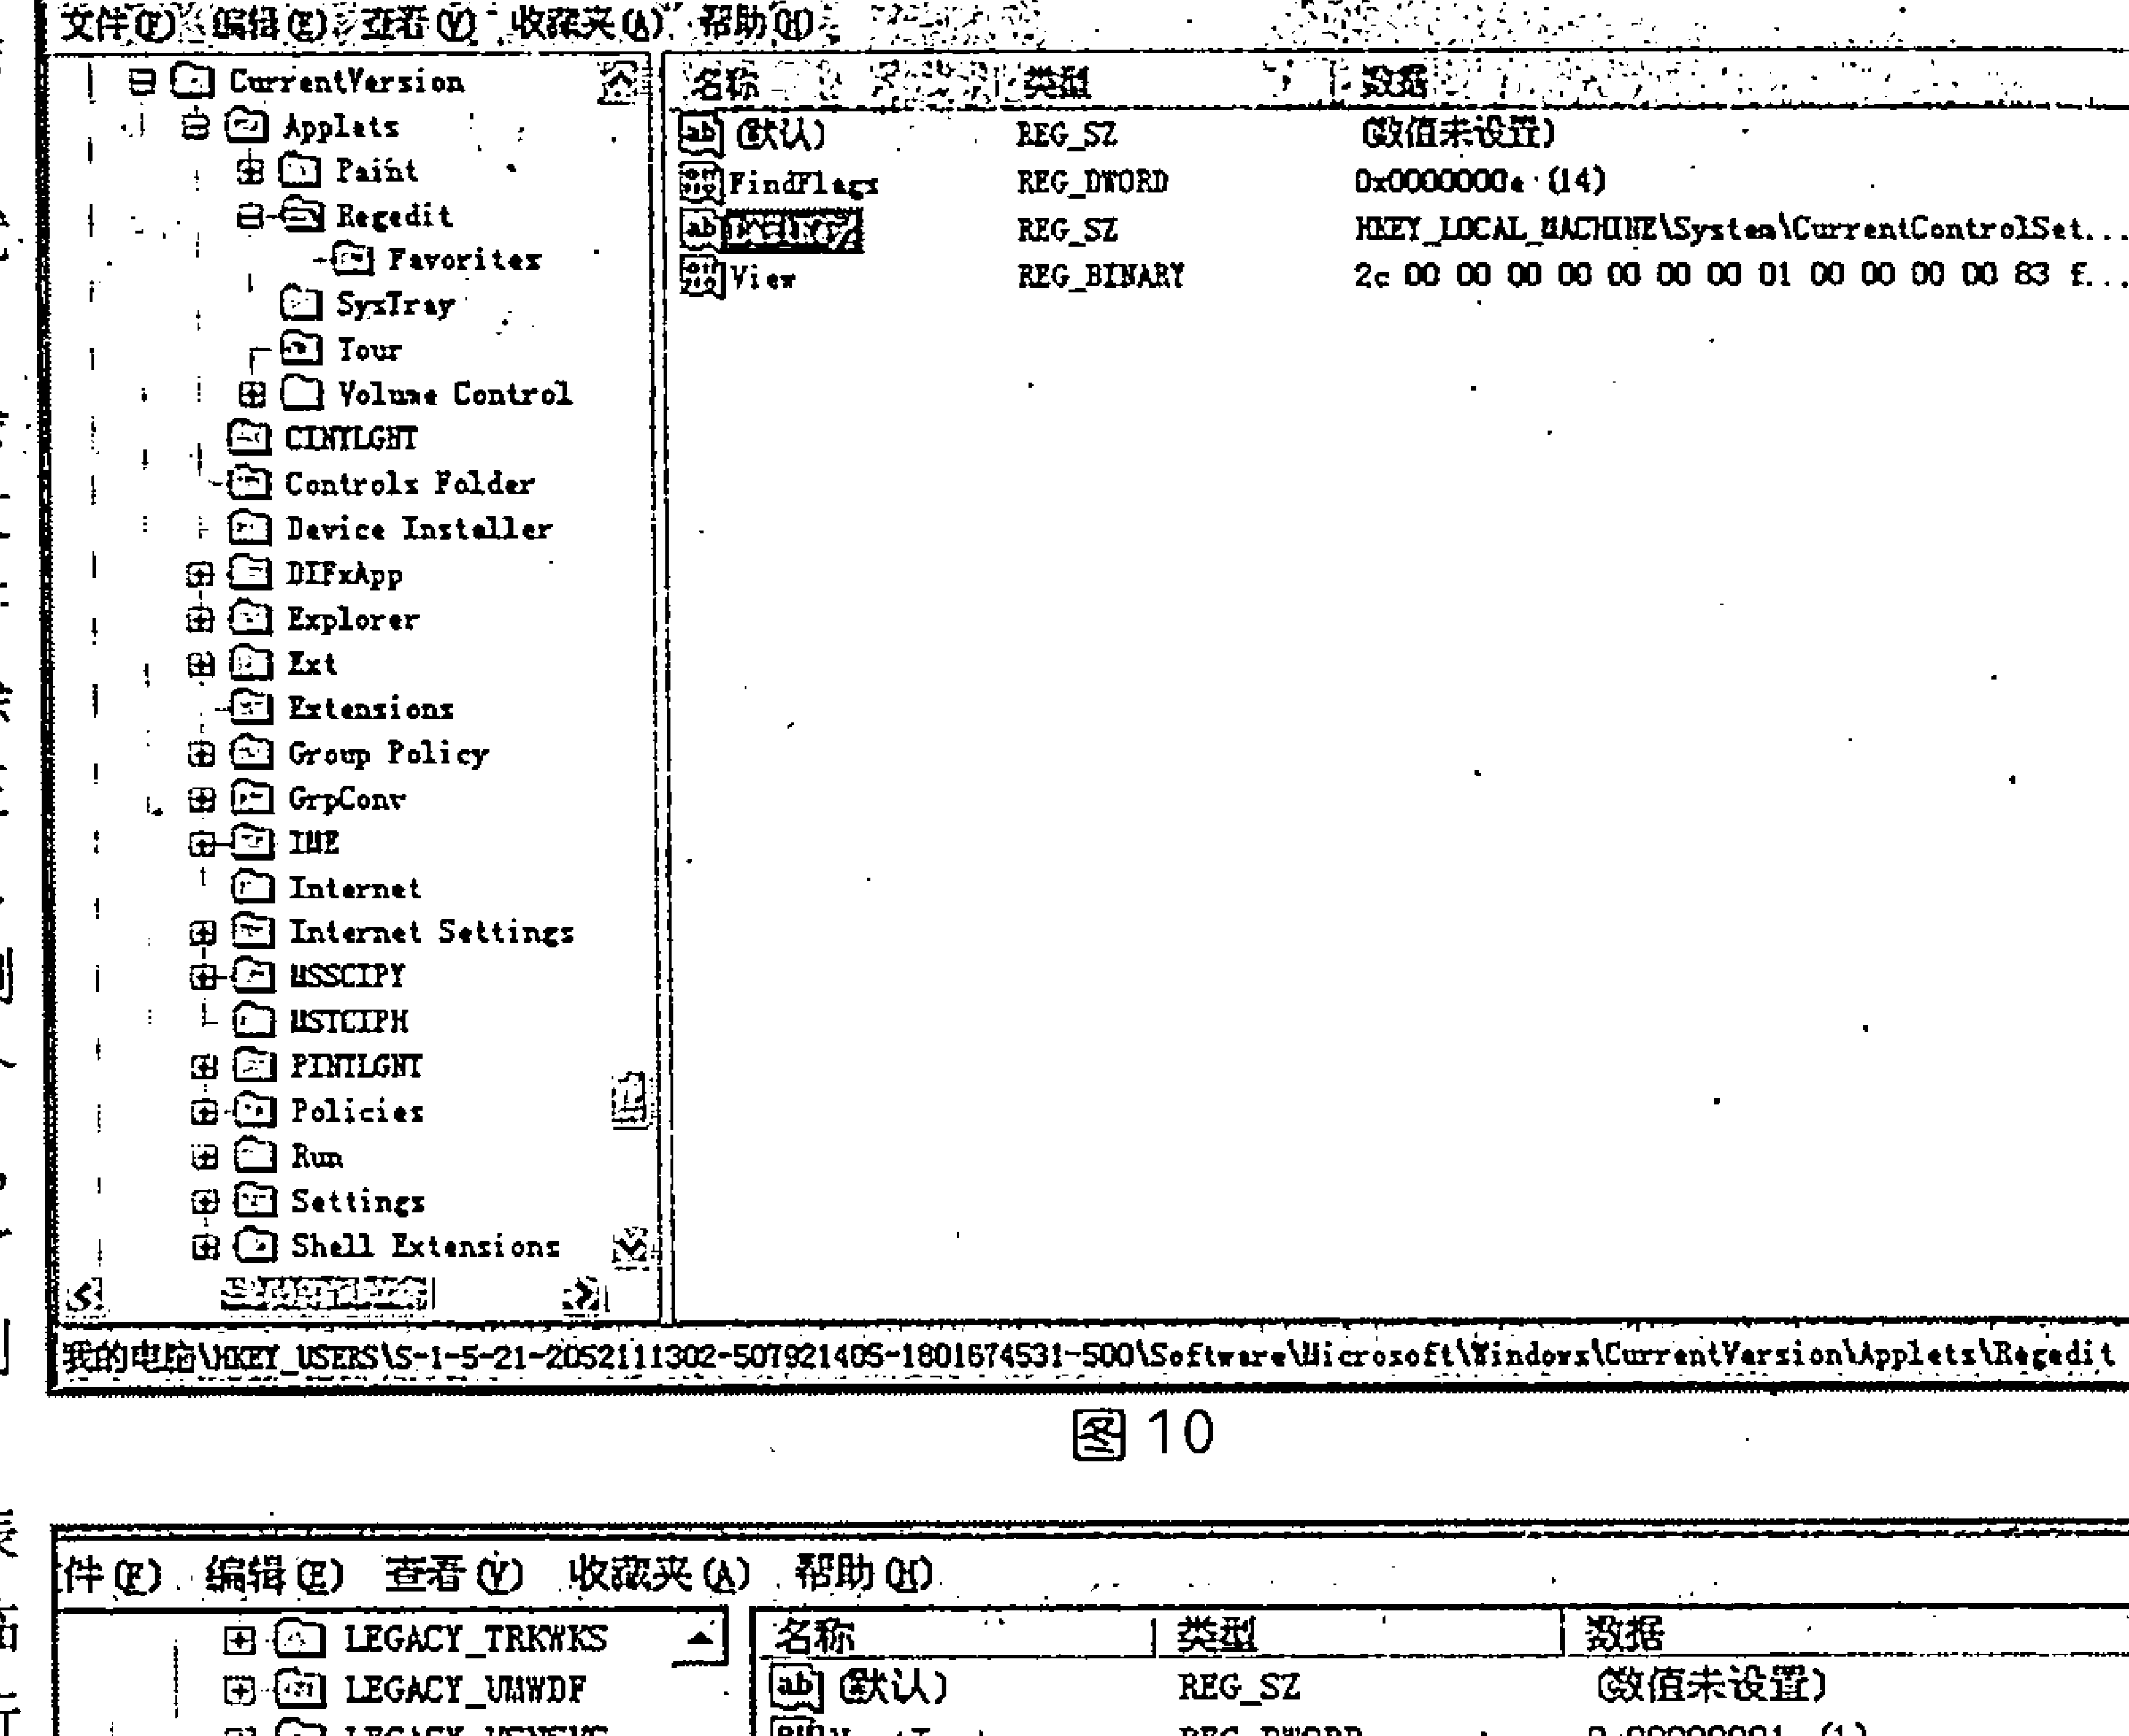 文件(F) 编辑(E) 查看(V) 收藏夹(A) 帮助(H)
CurrentVersion
Applets
Paint
Regedit
Favorites
SysTray
Tour
Volume Control
CINTLGNT
Controls Folder
Device Installer
DIFxApp
Explorer
Ext
Extensions
Group Policy
GrpConv
IME
Internet
Internet Settings
MSSCIPY
MSTCIPH
PINTLGNT
Policies
Run
Settings
Shell Extensions
名称 类型 数据
(默认) REG_SZ (数值未设置)
FindFlags REG_DWORD 0x0000000e (14)
REG_SZ HKEY_LOCAL_MACHINE\System\CurrentControlSet...
View REG_BINARY 2c 00 00 00 00 00 00 00 01 00 00 00 00 83 f...
我的电脑\HKEY_USERS\S-1-5-21-2052111302-507921405-1801674531-500\Software\Microsoft\Windows\CurrentVersion\Applets\Regedit
图 10
件(F) 编辑(E) 查看(V) 收藏夹(A) 帮助(H)
LEGACY_TRKWKS
LEGACY_UMWDF
名称 类型 数据
(默认) REG_SZ (数值未设置)